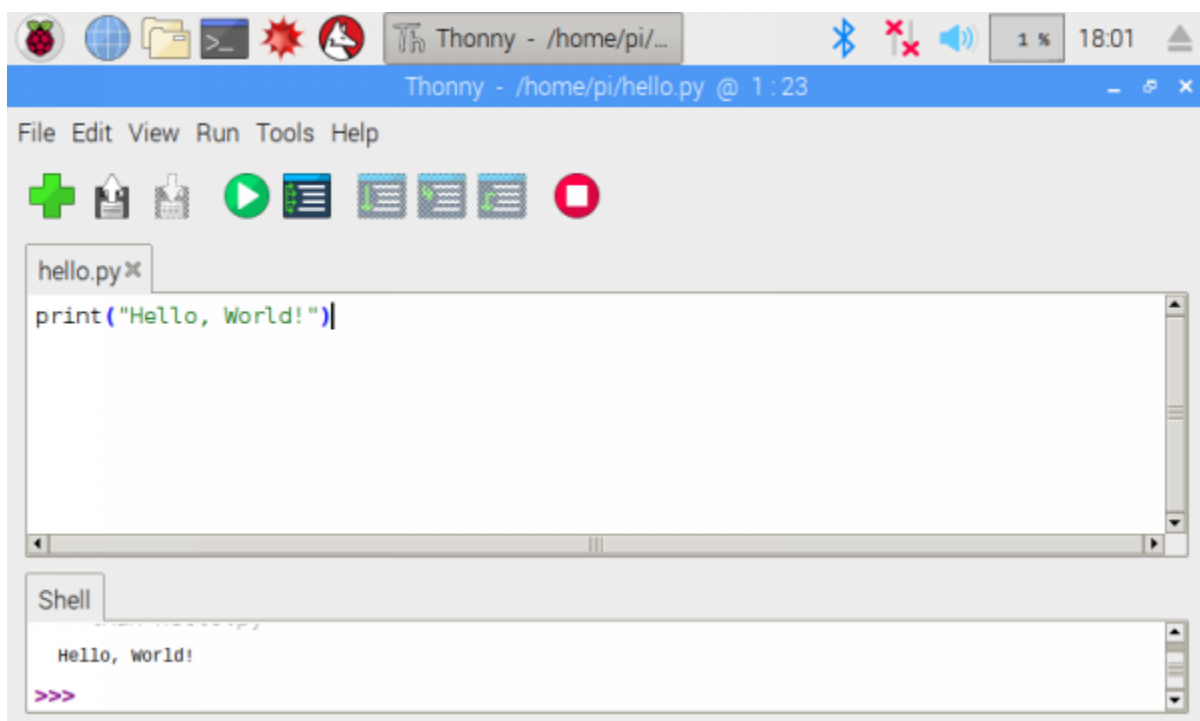 Thonny - /home/pi/... 1 % 18:01
Thonny - /home/pi/hello.py @ 1:23
File Edit View Run Tools Help
hello.py
print("Hello, World!")
Shell
Hello, World!
>>>